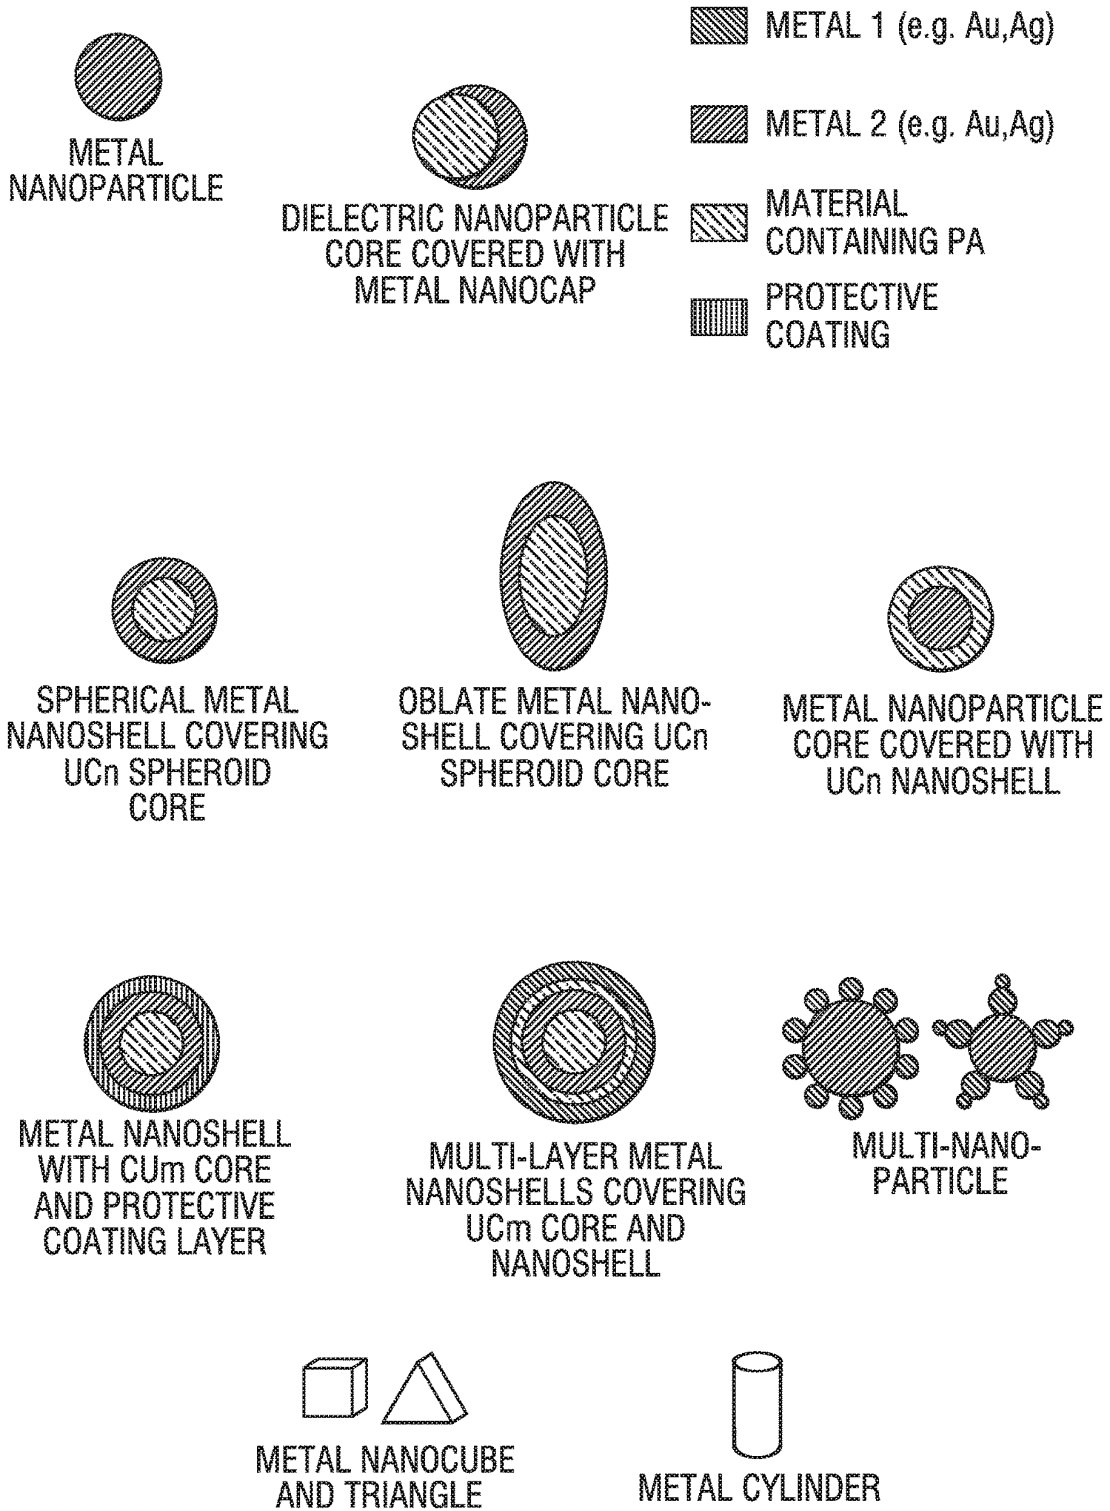 METAL
NANOPARTICLE
DIELECTRIC NANOPARTICLE
CORE COVERED WITH
METAL NANOCAP
METAL 1 (e.g. Au,Ag)
METAL 2 (e.g. Au,Ag)
MATERIAL
CONTAINING PA
PROTECTIVE
COATING
SPHERICAL METAL
NANOSHELL COVERING
UCn SPHEROID
CORE
OBLATE METAL NANO-
SHELL COVERING UCn
SPHEROID CORE
METAL NANOPARTICLE
CORE COVERED WITH
UCn NANOSHELL
METAL NANOSHELL
WITH CUm CORE
AND PROTECTIVE
COATING LAYER
MULTI-LAYER METAL
NANOSHELLS COVERING
UCm CORE AND
NANOSHELL
MULTI-NANO-
PARTICLE
METAL NANOCUBE
AND TRIANGLE
METAL CYLINDER